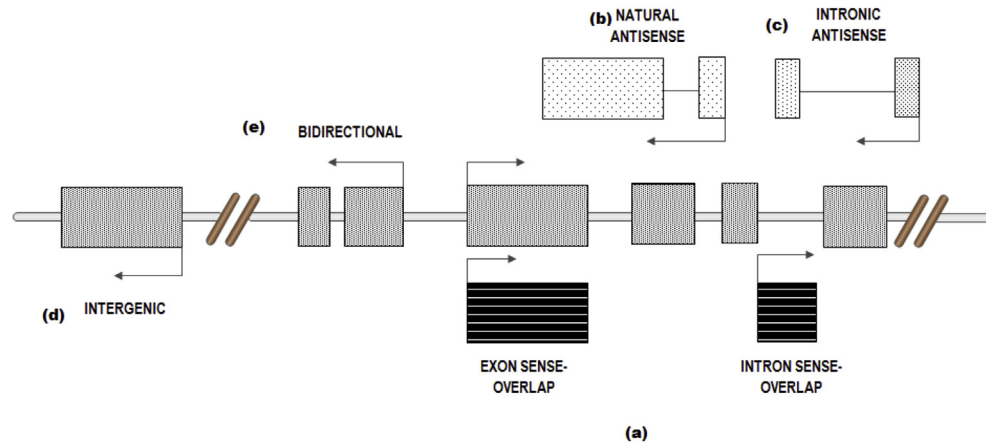 (b) NATURAL
ANTISENSE
(c) INTRONIC
ANTISENSE
(e) BIDIRECTIONAL
(d) INTERGENIC
EXON SENSE-
OVERLAP
INTRON SENSE-
OVERLAP
(a)